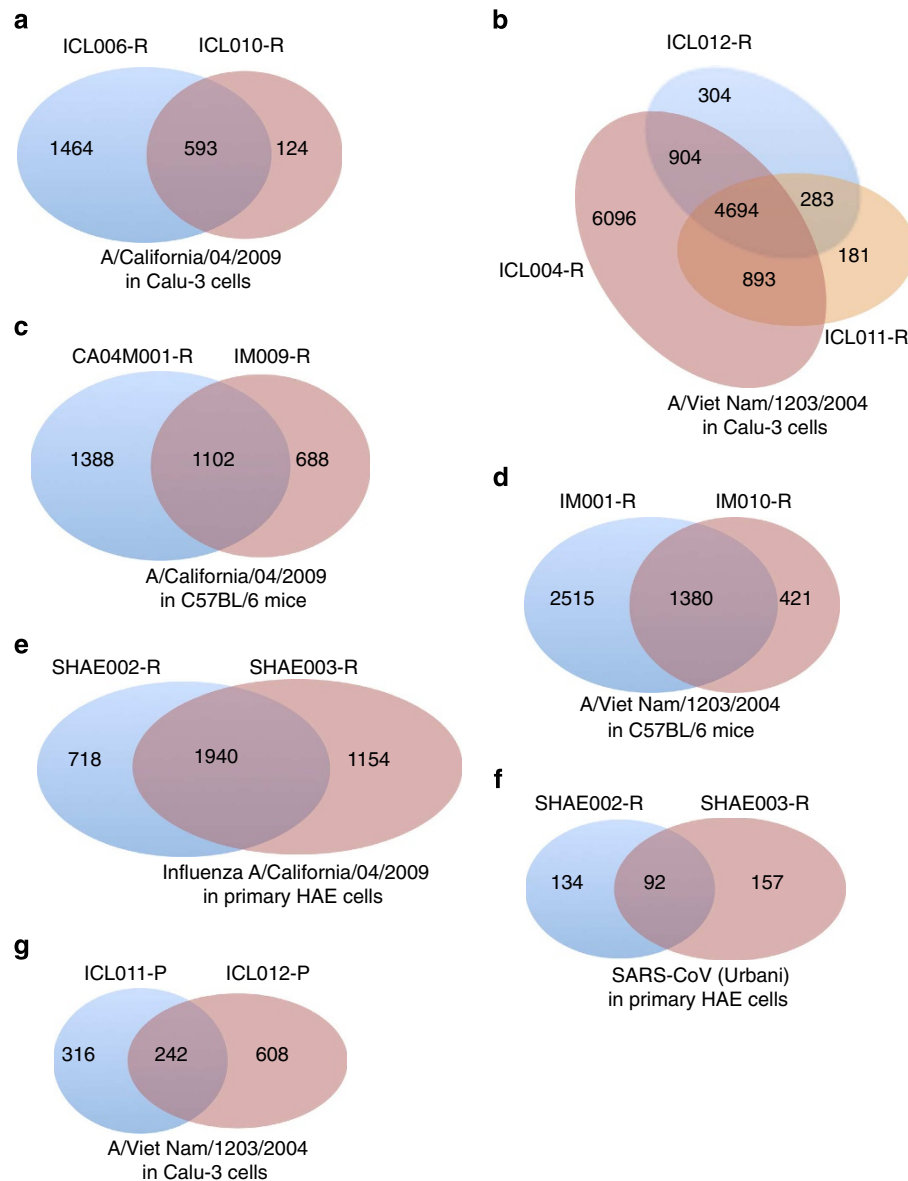 a
ICL006-R ICL010-R
1464 593 124
A/California/04/2009
in Calu-3 cells
b
ICL012-R
304
904
6096 4694 283
181
ICL004-R
893
ICL011-R
A/Viet Nam/1203/2004
in Calu-3 cells
c
CA04M001-R IM009-R
1388 1102 688
A/California/04/2009
in C57BL/6 mice
d
IM001-R IM010-R
2515 1380 421
A/Viet Nam/1203/2004
in C57BL/6 mice
e
SHAE002-R SHAE003-R
718 1940 1154
Influenza A/California/04/2009
in primary HAE cells
f
SHAE002-R SHAE003-R
134 92 157
SARS-CoV (Urbani)
in primary HAE cells
g
ICL011-P ICL012-P
316 242 608
A/Viet Nam/1203/2004
in Calu-3 cells